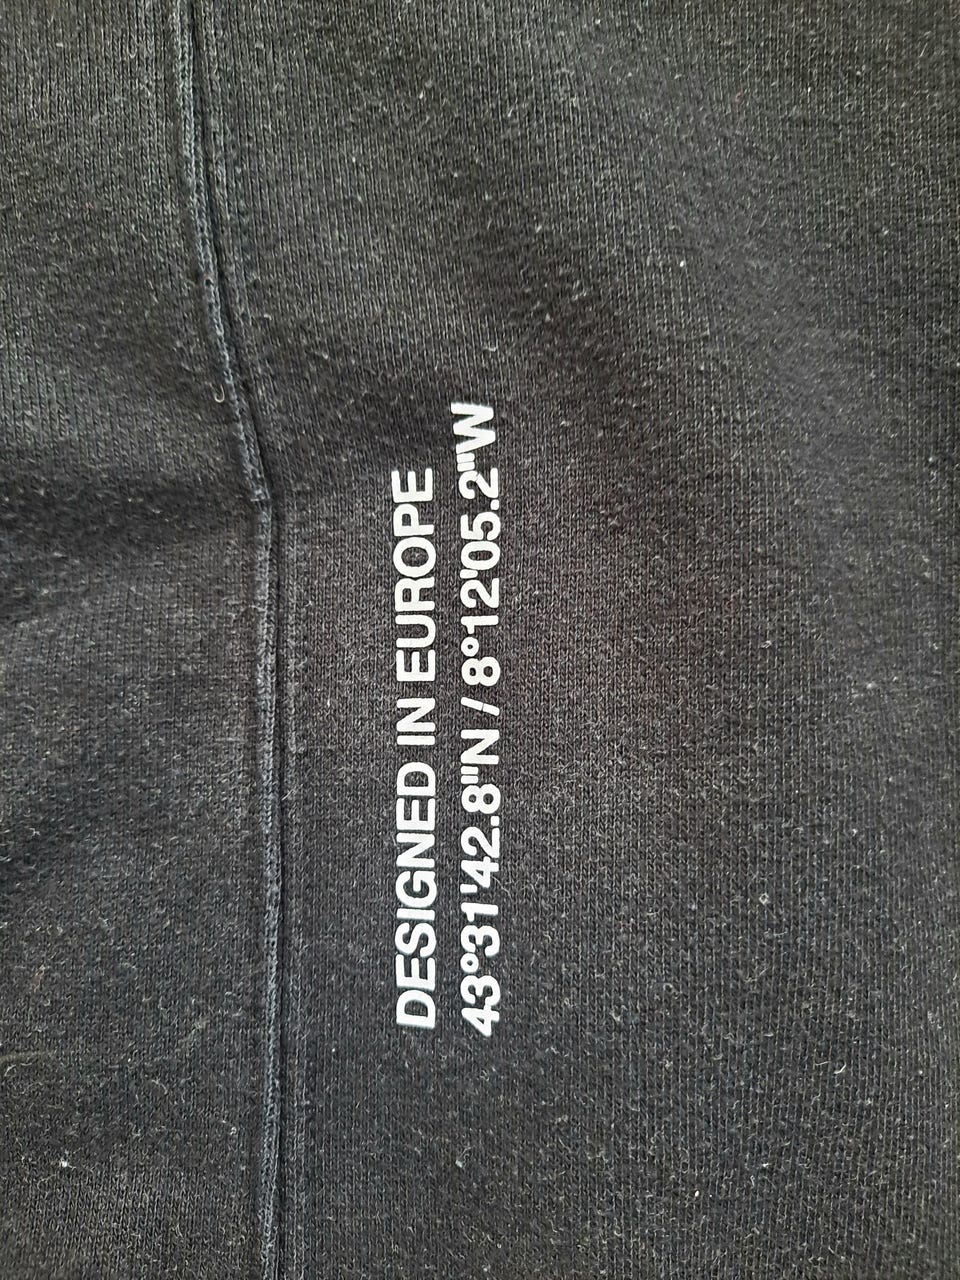 DESIGNED IN EUROPE
43°31'42.8"N / 8°12'05.2"W